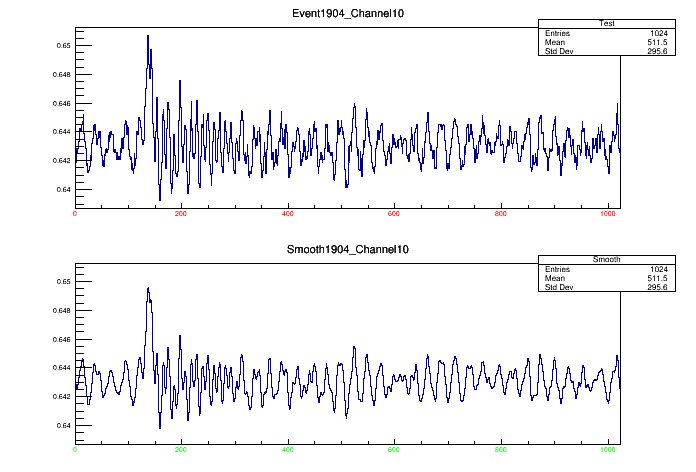 Event1904_Channel10
Test
Entries 1024
Mean 511.5
Std Dev 295.6
0.65
0.648
0.646
0.644
0.642
0.64
0 200 400 600 800 1000
Smooth1904_Channel10
Smooth
Entries 1024
Mean 511.5
Std Dev 295.6
0.65
0.648
0.646
0.644
0.642
0.64
0 200 400 600 800 1000